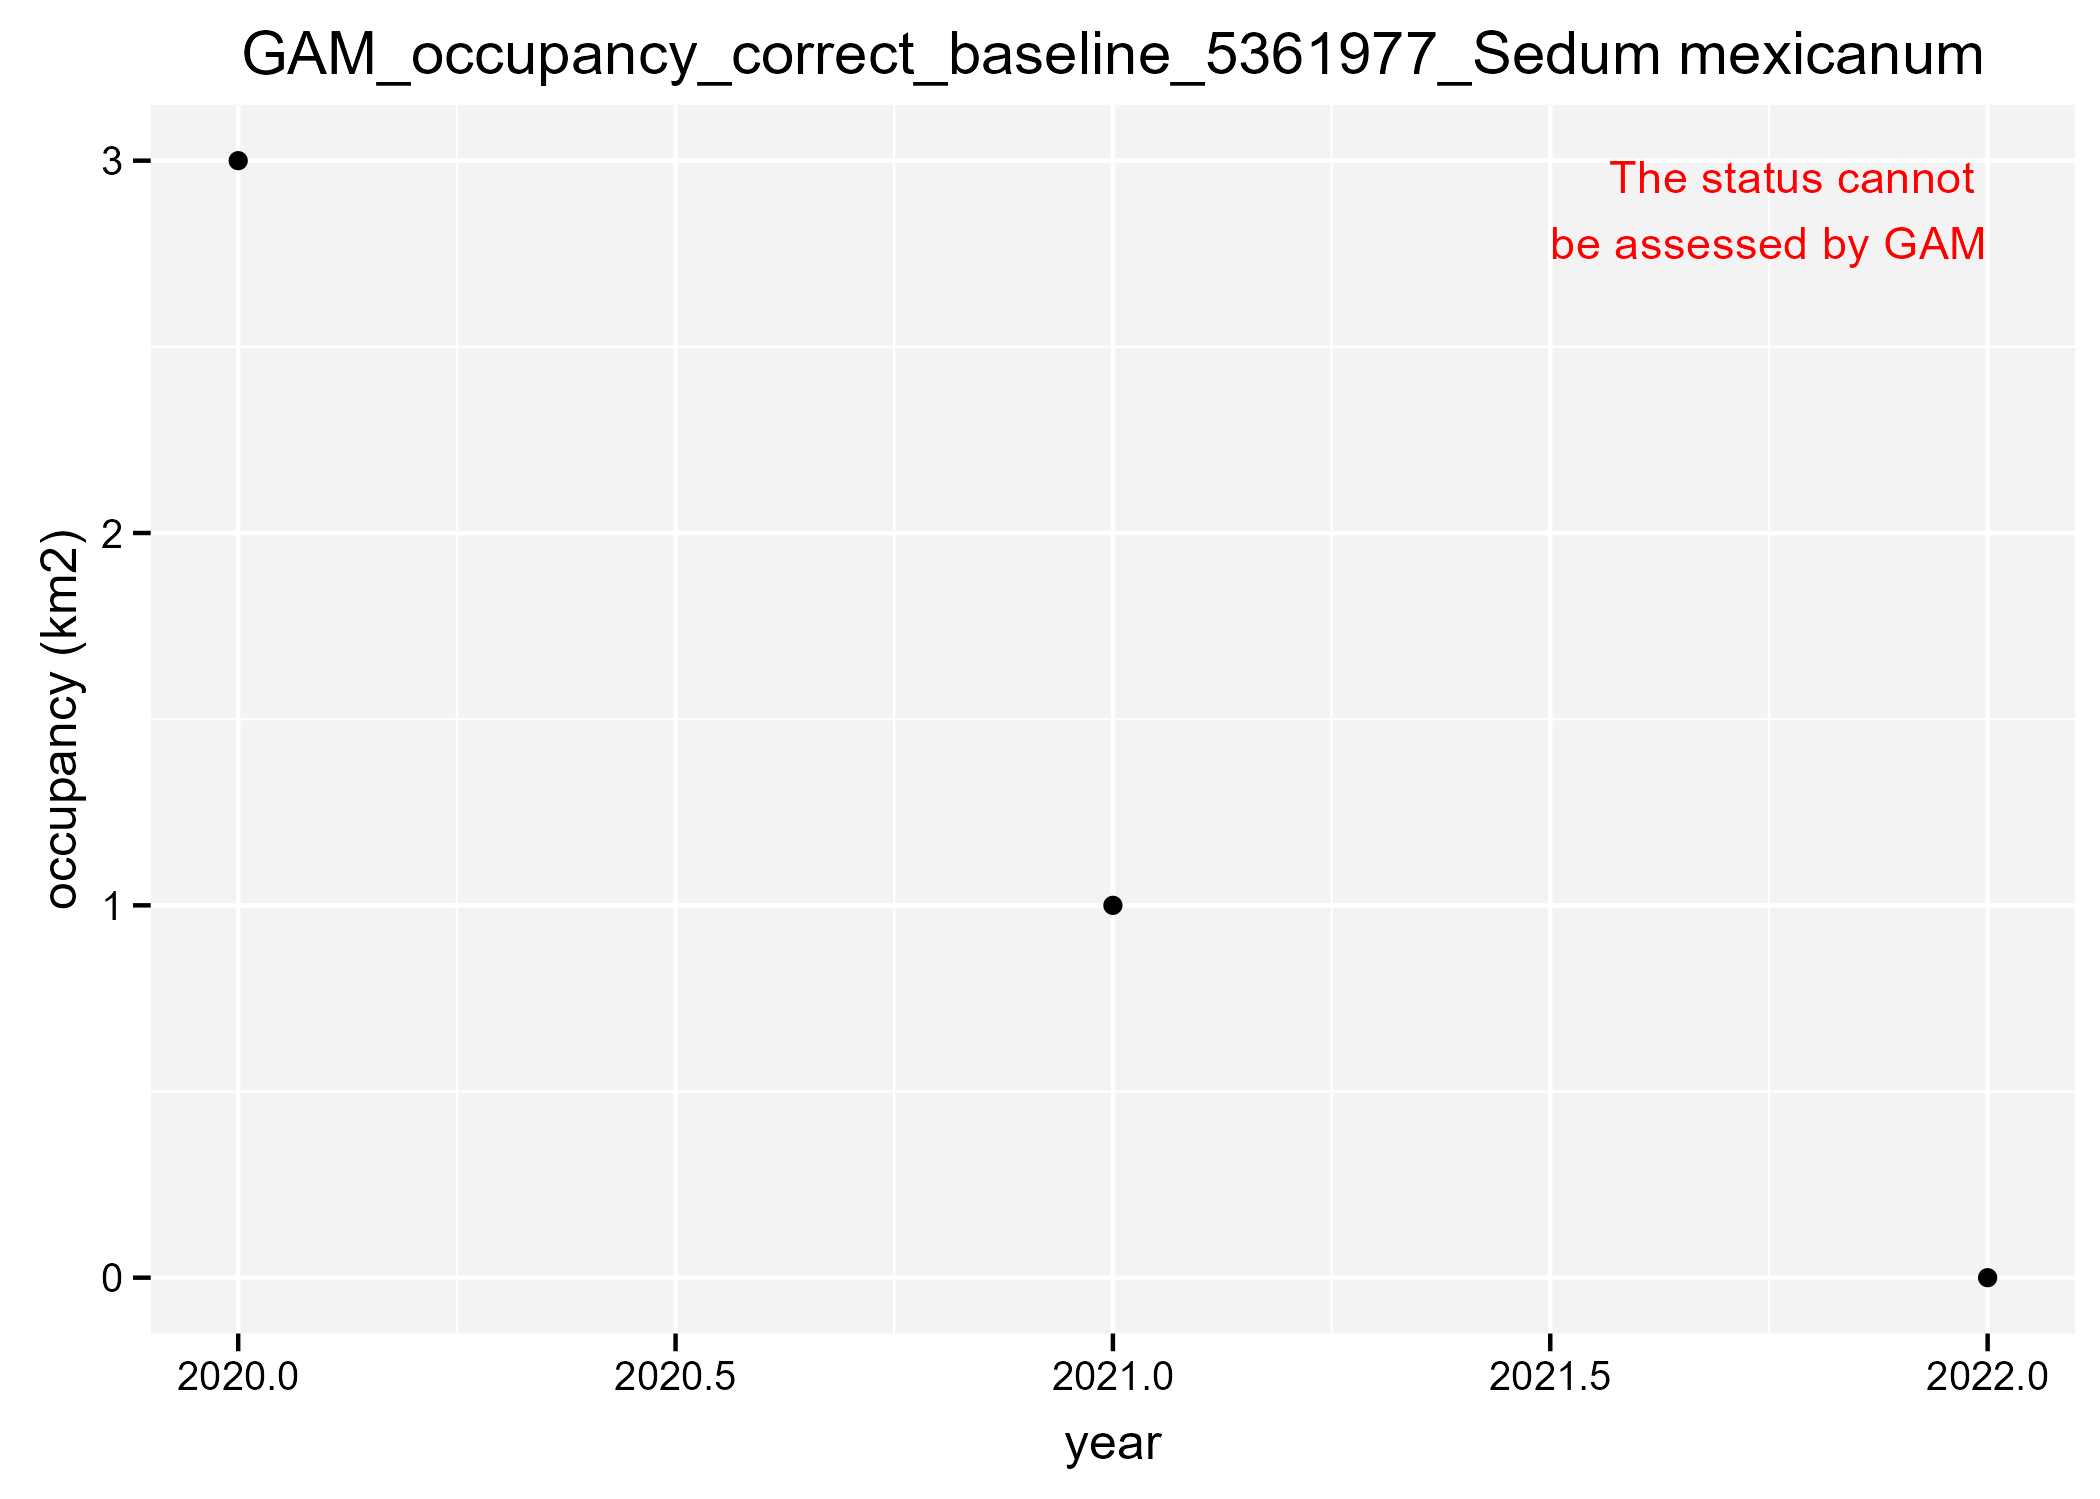 GAM_occupancy_correct_baseline_5361977_Sedum mexicanum
The status cannot
be assessed by GAM
occupancy (km2)
3
2
1
0
2020.0 2020.5 2021.0 2021.5 2022.0
year